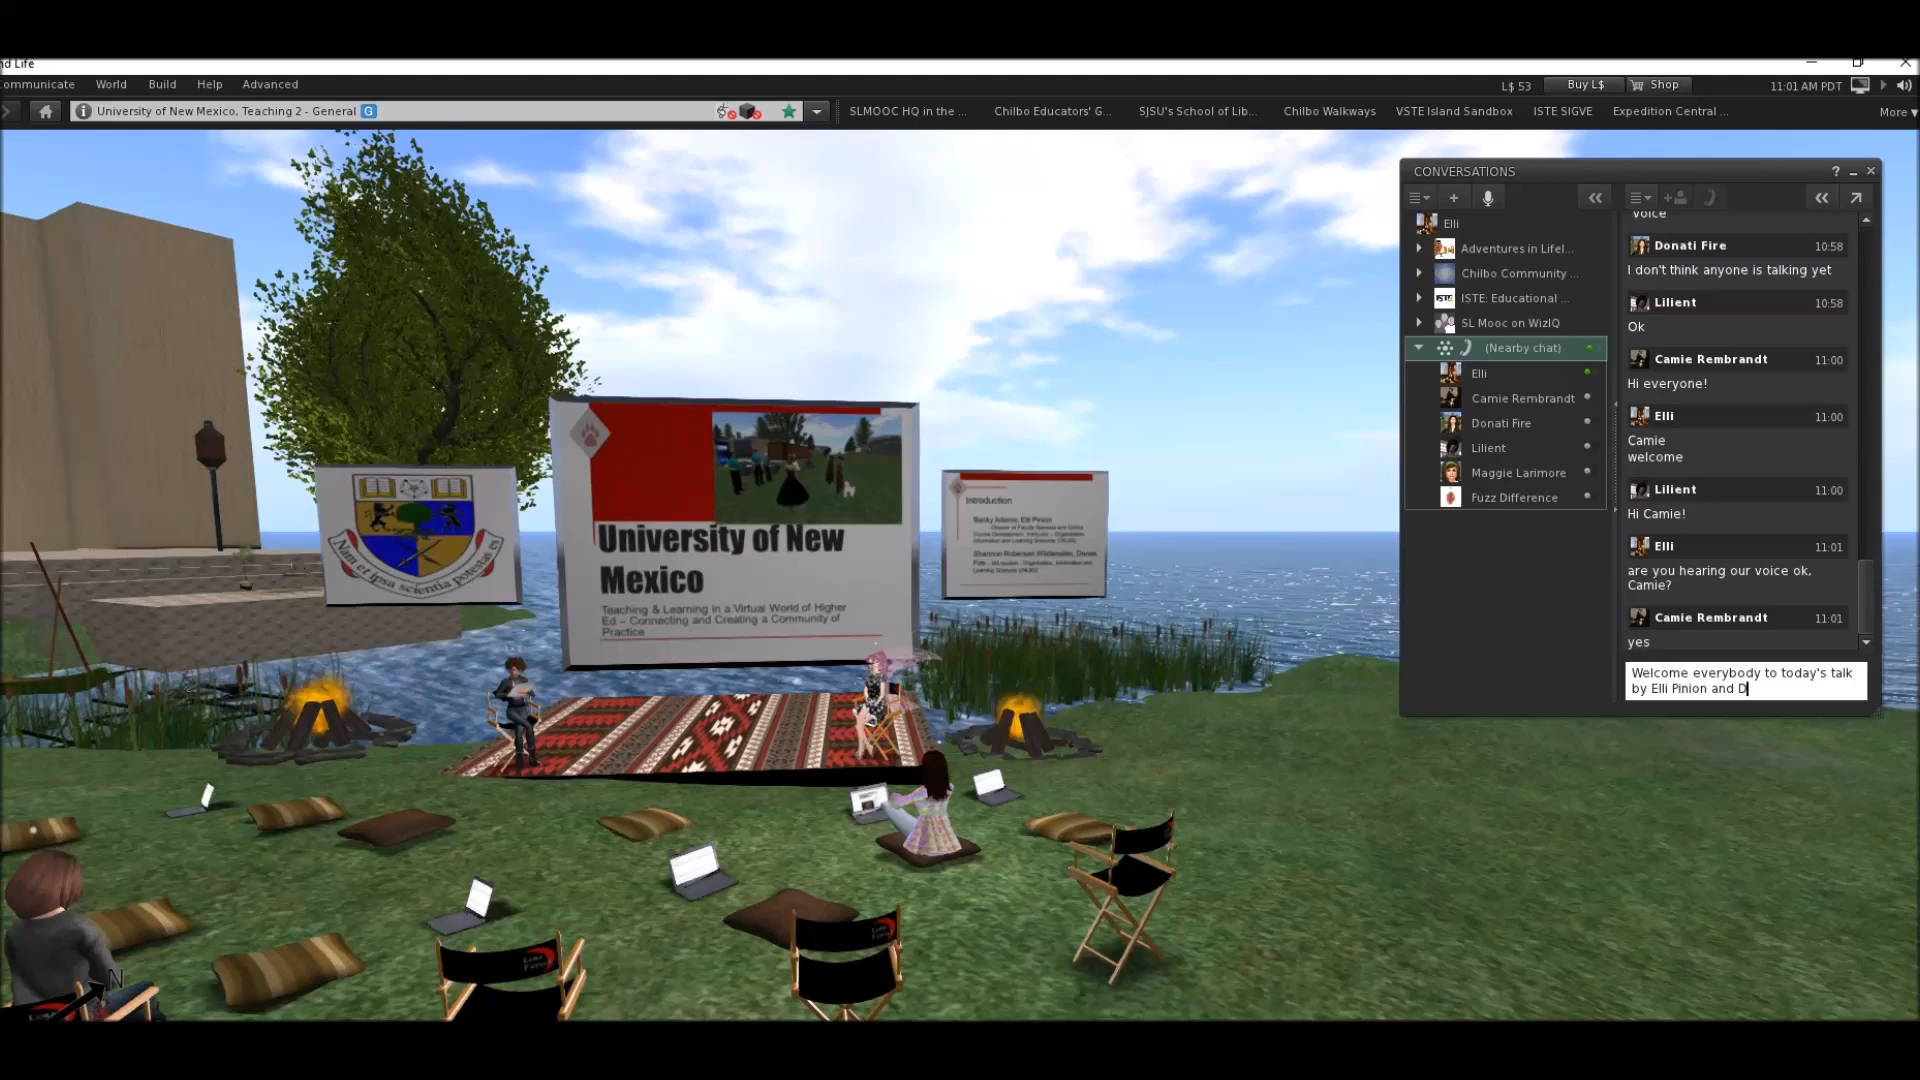 nd Life
ommunicate World Build Help Advanced
L$ 53 Buy L$ Shop 11:01 AM PDT
University of New Mexico, Teaching 2 - General G
SLMOOC HQ in the ... Chilbo Educators' G... SJSU's School of Lib... Chilbo Walkways VSTE Island Sandbox ISTE SIGVE Expedition Central ... More
CONVERSATIONS
Elli
Adventures in Lifel...
Chilbo Community ...
ISTE: Educational ...
SL Mooc on WizIQ
(Nearby chat)
Elli
Camie Rembrandt
Donati Fire
Lilient
Maggie Larimore
Fuzz Difference
voice
Donati Fire 10:58
I don't think anyone is talking yet
Lilient 10:58
Ok
Camie Rembrandt 11:00
Hi everyone!
Elli 11:00
Camie
welcome
Lilient 11:00
Hi Camie!
Elli 11:01
are you hearing our voice ok,
Camie?
Camie Rembrandt 11:01
yes
Welcome everybody to today's talk
by Elli Pinion and D
Nam et ipsa scientia potestas es
University of New
Mexico
Teaching & Learning in a Virtual World of Higher
Ed – Connecting and Creating a Community of
Practice
Introduction
Becky Adams, Elli Pinion
N